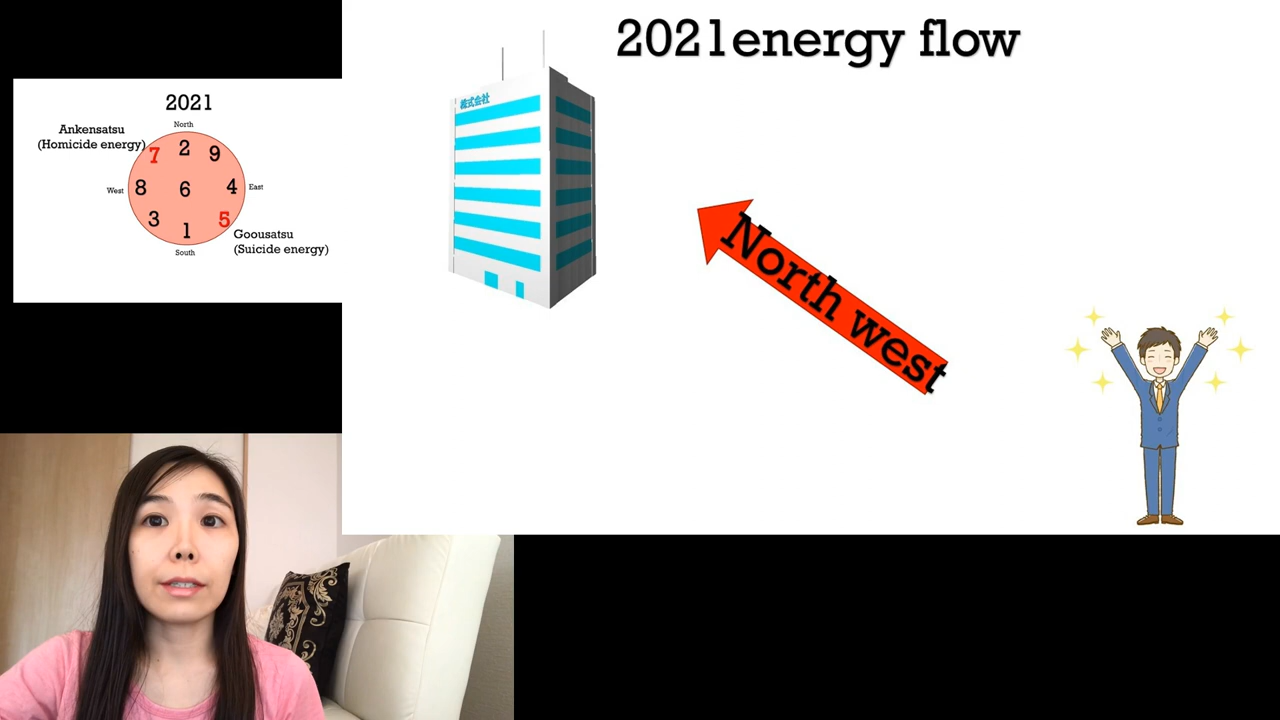 2021energy flow
株式会社
North west
2021
North
Ankensatsu
(Homicide energy)
7 2 9
West 8 6 4 East
3 1 5
Goousatsu
(Suicide energy)
South